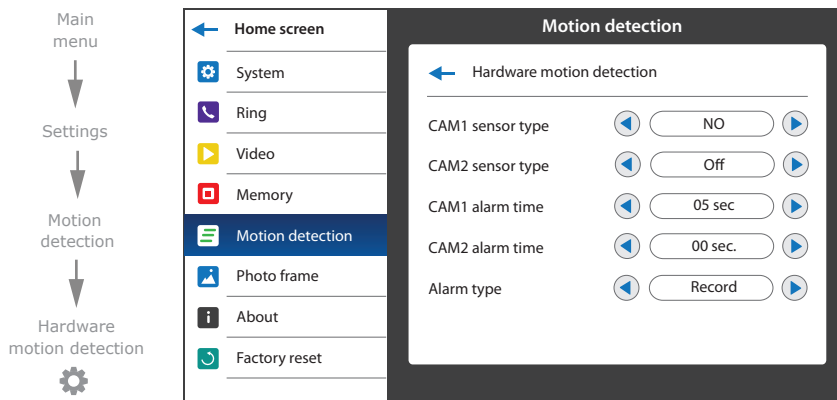 Main
menu
Settings
Motion
detection
Hardware
motion detection
Home screen
System
Ring
Video
Memory
Motion detection
Photo frame
About
Factory reset
Motion detection
Hardware motion detection
CAM1 sensor type NO
CAM2 sensor type Off
CAM1 alarm time 05 sec
CAM2 alarm time 00 sec.
Alarm type Record